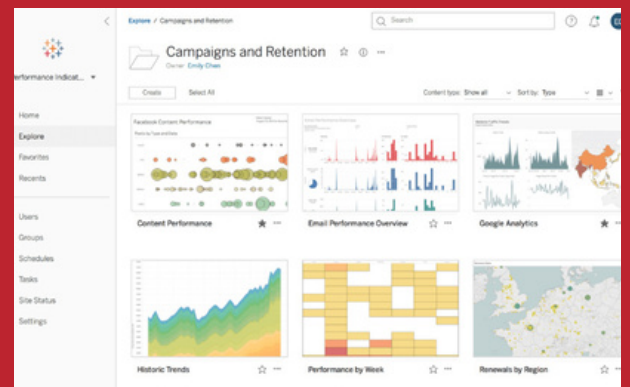 Explore / Campaigns and Retention
Search
Campaigns and Retention
Owner Emily Chen
erformance Indicat...
Create
Select All
Content type: Show all
Sort by: Type
Home
Explore
Favorites
Recents
Users
Groups
Schedules
Tasks
Site Status
Settings
Facebook Content Performance
Content Performance
Email Performance Overview
Google Analytics
Historic Trends
Performance by Week
Renewals by Region